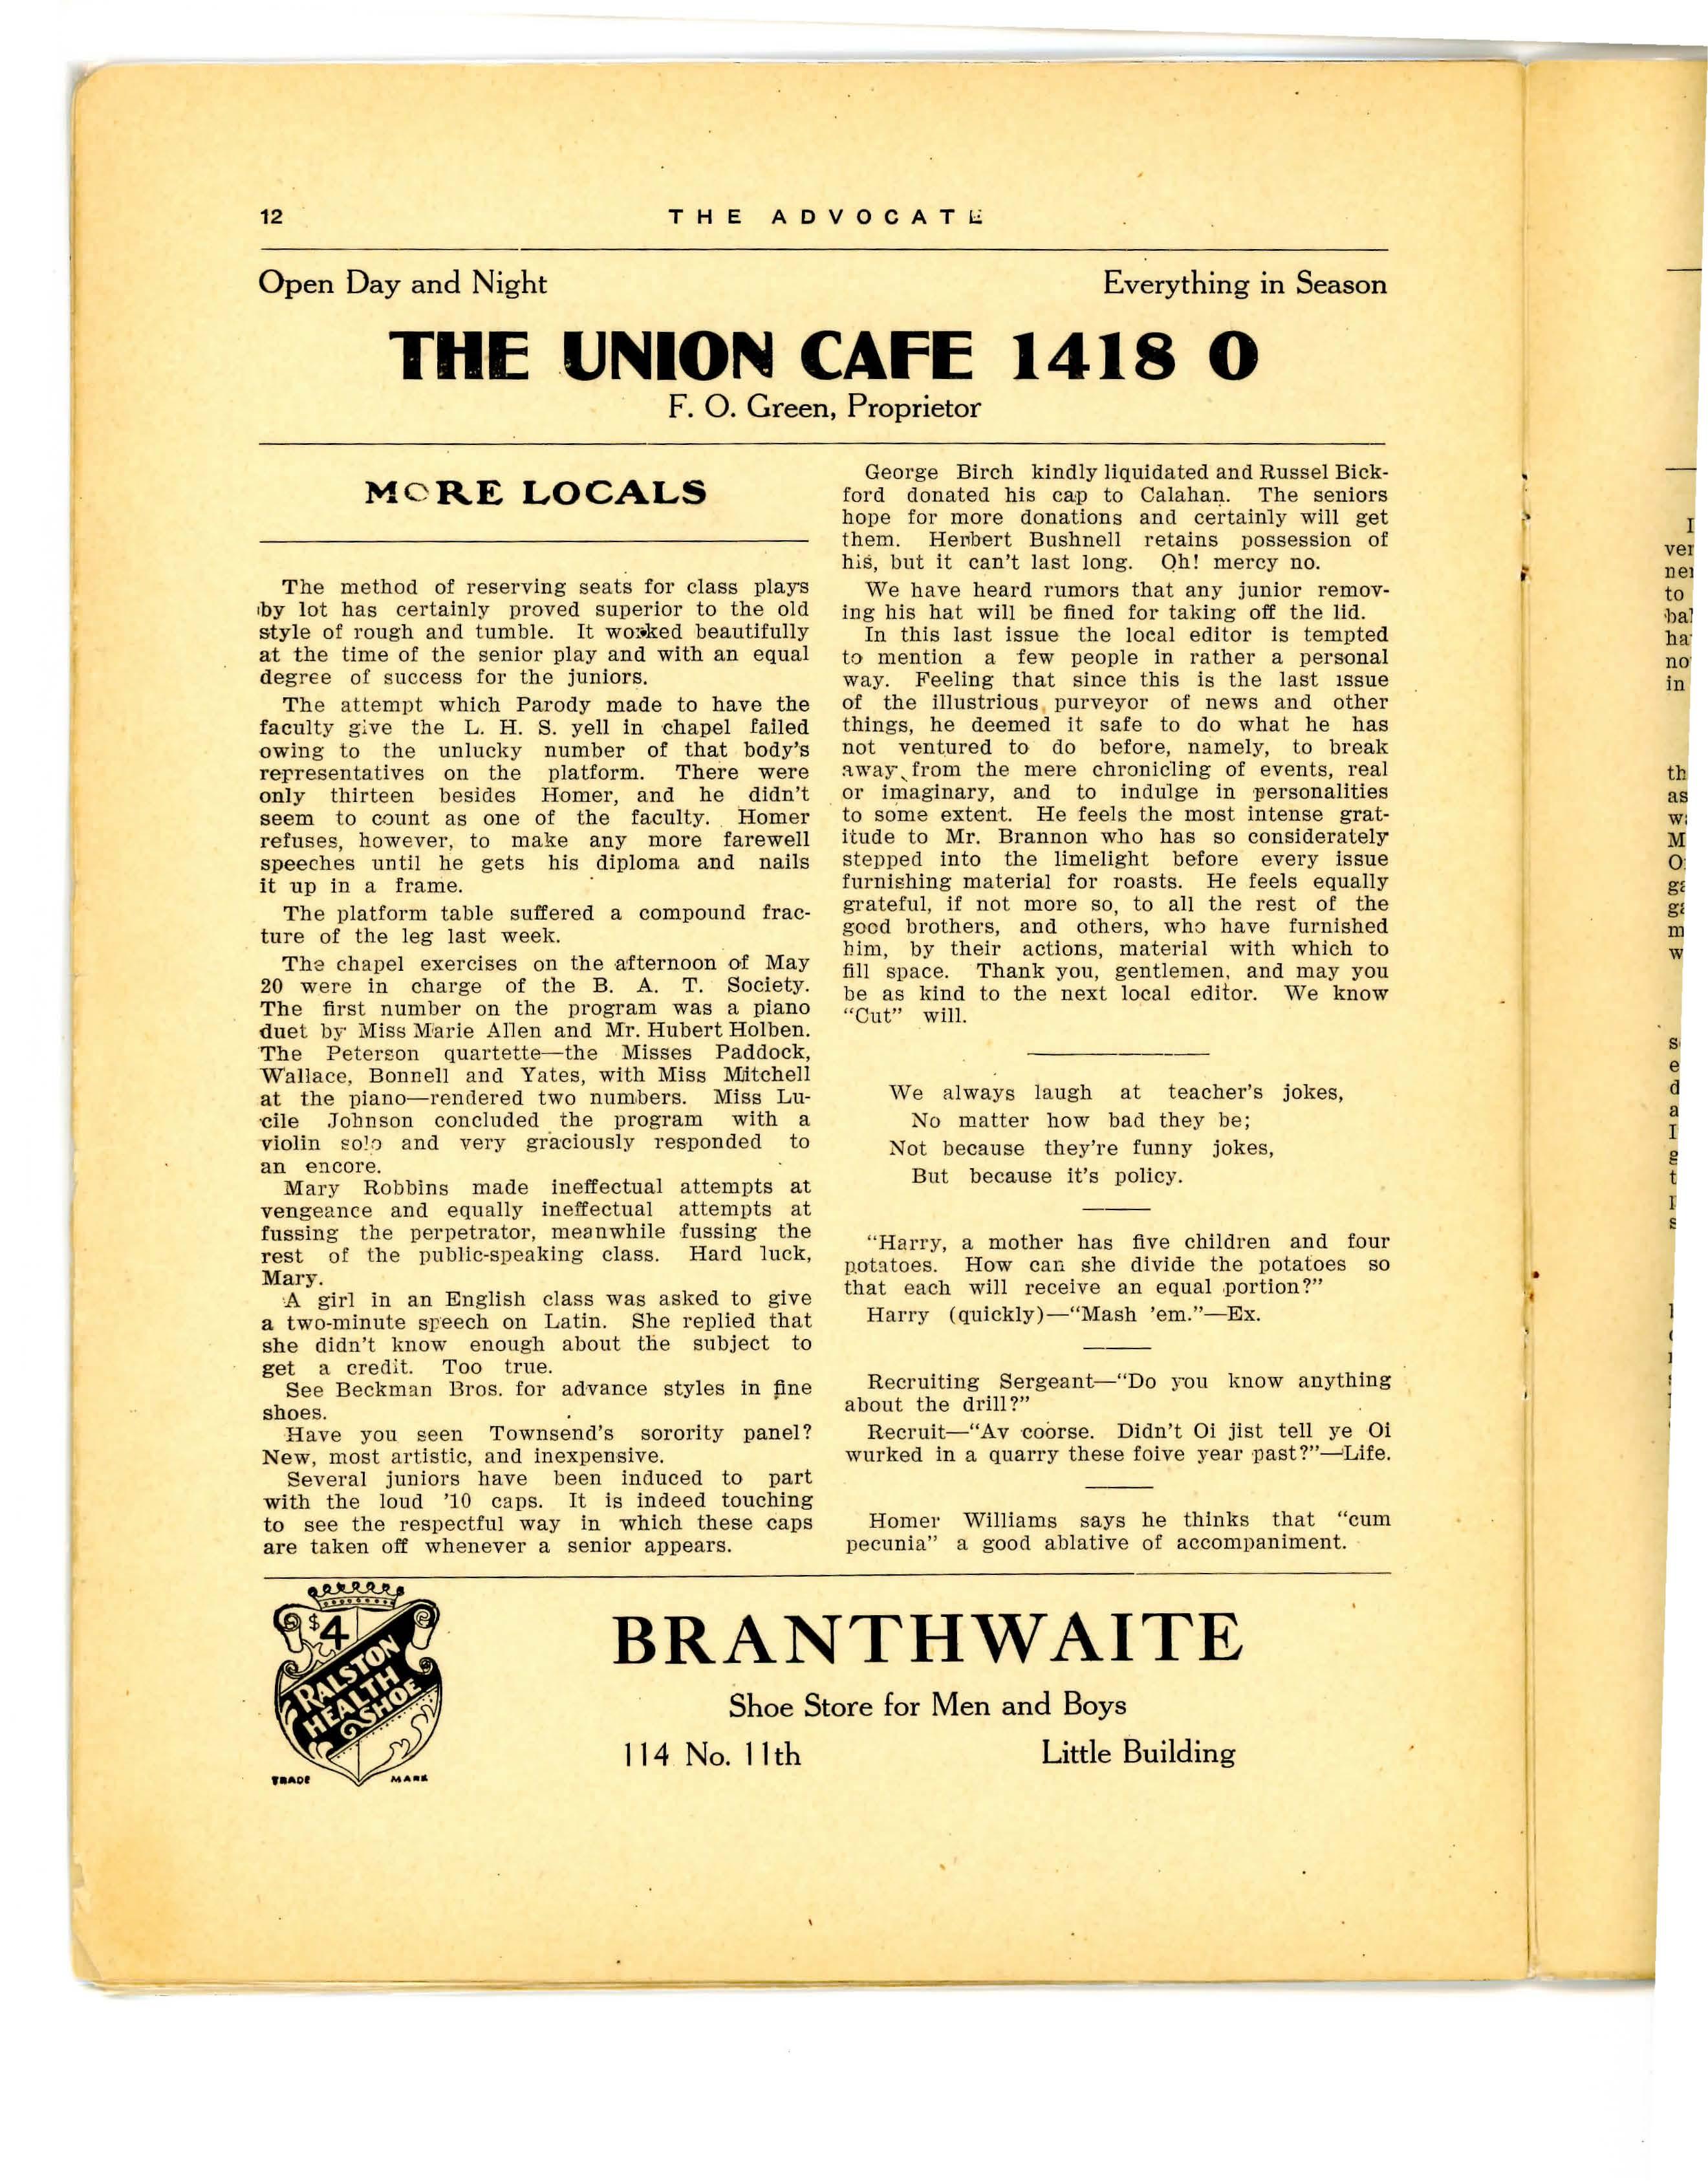 12
THE ADVOCATE
Open Day and Night
Everything in Season
THE UNION CAFE 1418 O
F. O. Green, Proprietor
MORE LOCALS
The method of reserving seats for class plays
by lot has certainly proved superior to the old
style of rough and tumble. It worked beautifully
at the time of the senior play and with an equal
degree of success for the juniors.
The attempt which Parody made to have the
faculty give the L. H. S. yell in chapel failed
owing to the unlucky number of that body's
representatives on the platform. There were
only thirteen besides Homer, and he didn't
seem to count as one of the faculty. Homer
refuses, however, to make any more farewell
speeches until he gets his diploma and nails
it up in a frame.
The platform table suffered a compound frac-
ture of the leg last week.
The chapel exercises on the afternoon of May
20 were in charge of the B. A. T. Society.
The first number on the program was a piano
duet by Miss Marie Allen and Mr. Hubert Holben.
The Peterson quartette—the Misses Paddock,
Wallace, Bonnell and Yates, with Miss Mitchell
at the piano—rendered two numbers. Miss Lu-
cile Johnson concluded the program with a
violin solo and very graciously responded to
an encore.
Mary Robbins made ineffectual attempts at
vengeance and equally ineffectual attempts at
fussing the perpetrator, meanwhile fussing the
rest of the public-speaking class. Hard luck,
Mary.
A girl in an English class was asked to give
a two-minute speech on Latin. She replied that
she didn't know enough about the subject to
get a credit. Too true.
See Beckman Bros. for advance styles in fine
shoes.
Have you seen Townsend's sorority panel?
New, most artistic, and inexpensive.
Several juniors have been induced to part
with the loud '10 caps. It is indeed touching
to see the respectful way in which these caps
are taken off whenever a senior appears.
George Birch kindly liquidated and Russel Bick-
ford donated his cap to Calahan. The seniors
hope for more donations and certainly will get
them. Herbert Bushnell retains possession of
his, but it can't last long. Oh! mercy no.
We have heard rumors that any junior remov-
ing his hat will be fined for taking off the lid.
In this last issue the local editor is tempted
to mention a few people in rather a personal
way. Feeling that since this is the last issue
of the illustrious purveyor of news and other
things, he deemed it safe to do what he has
not ventured to do before, namely, to break
away from the mere chronicling of events, real
or imaginary, and to indulge in personalities
to some extent. He feels the most intense grat-
itude to Mr. Brannon who has so considerately
stepped into the limelight before every issue
furnishing material for roasts. He feels equally
grateful, if not more so, to all the rest of the
good brothers, and others, who have furnished
him, by their actions, material with which to
fill space. Thank you, gentlemen, and may you
be as kind to the next local editor. We know
"Cut" will.
We always laugh at teacher's jokes,
No matter how bad they be;
Not because they're funny jokes,
But because it's policy.
"Harry, a mother has five children and four
potatoes. How can she divide the potatoes so
that each will receive an equal portion?"
Harry (quickly)—"Mash 'em."—Ex.
Recruiting Sergeant—"Do you know anything
about the drill?"
Recruit—"Av coorse. Didn't Oi jist tell ye Oi
wurked in a quarry these foive year past?"—Life.
Homer Williams says he thinks that "cum
pecunia" a good ablative of accompaniment.
$4
RALSTON
HEALTH
SHOE
TRADE MARK
BRANTHWAITE
Shoe Store for Men and Boys
114 No. 11th
Little Building